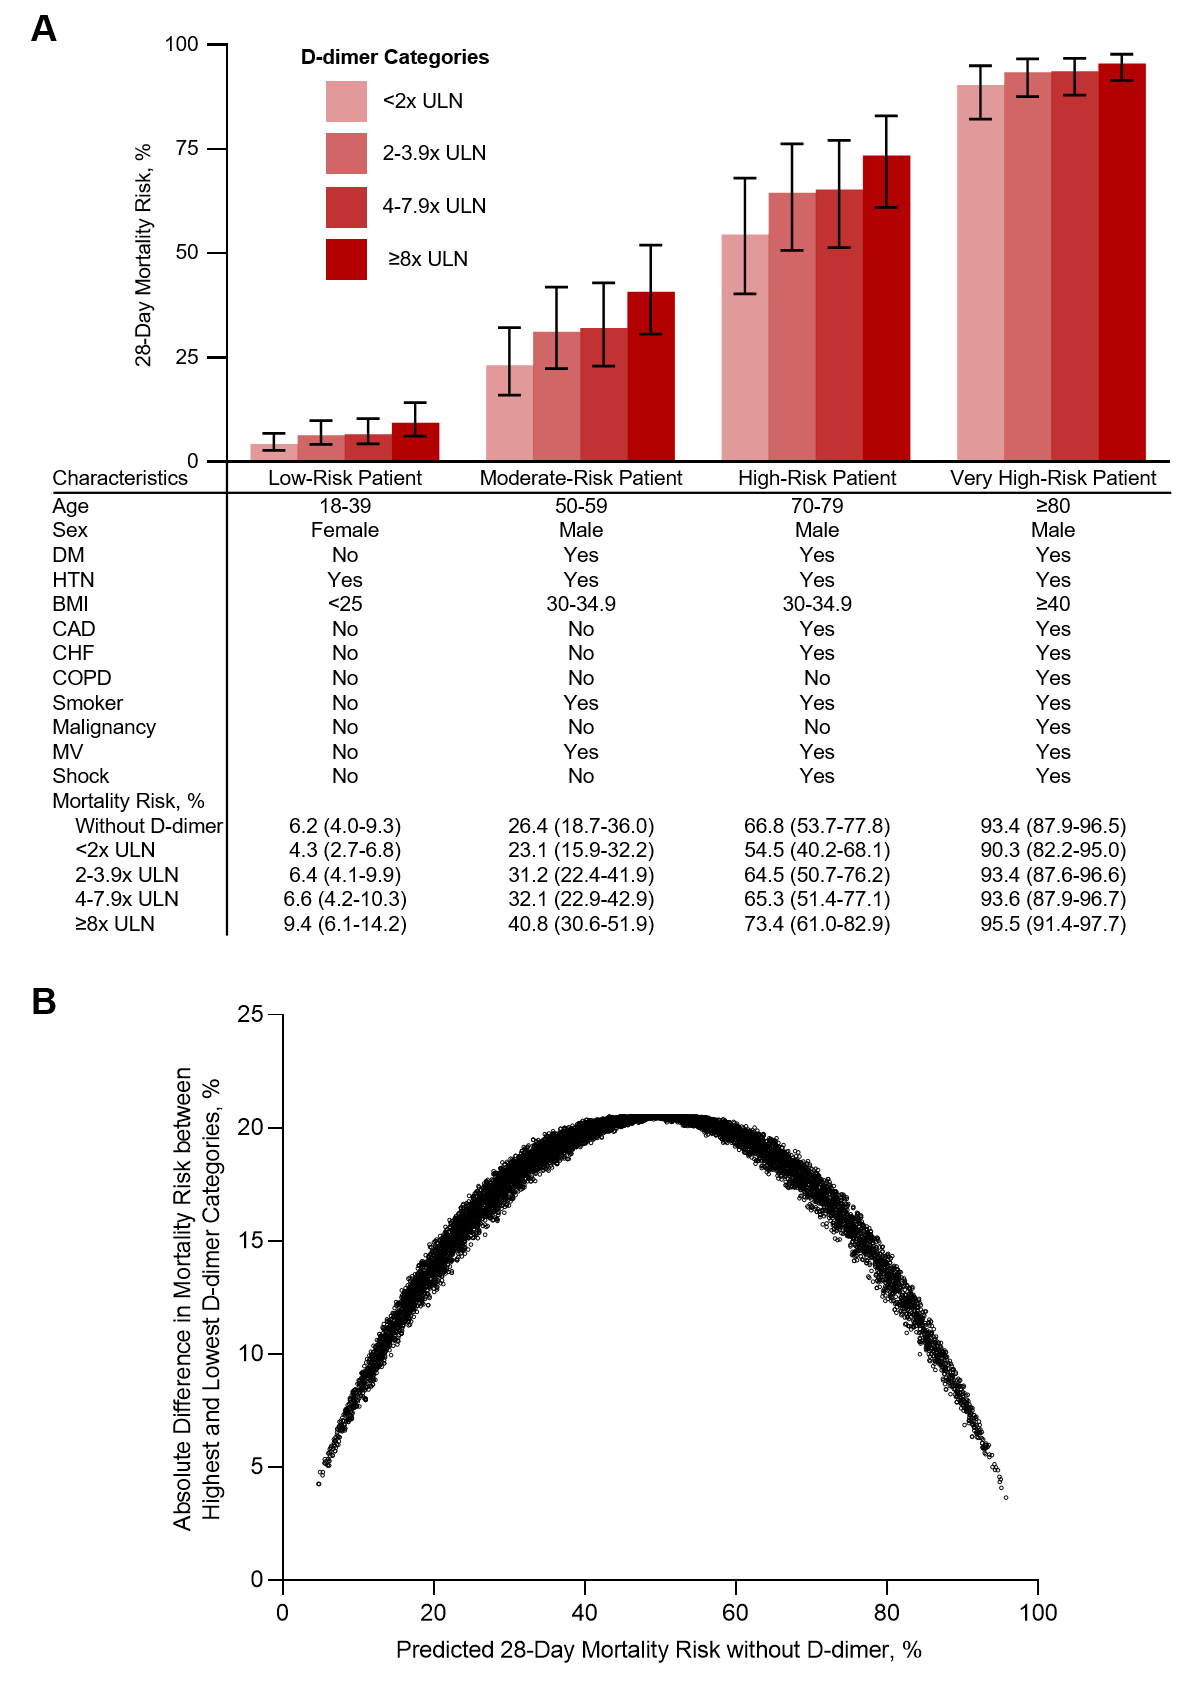 A
100
75
50
25
0
28-Day Mortality Risk, %
D-dimer Categories
<2x ULN
2-3.9x ULN
4-7.9x ULN
≥8x ULN
Characteristics Low-Risk Patient Moderate-Risk Patient High-Risk Patient Very High-Risk Patient
Age 18-39 50-59 70-79 ≥80
Sex Female Male Male Male
DM No Yes Yes Yes
HTN Yes Yes Yes Yes
BMI <25 30-34.9 30-34.9 ≥40
CAD No No Yes Yes
CHF No No Yes Yes
COPD No No No Yes
Smoker No Yes Yes Yes
Malignancy No No No Yes
MV No Yes Yes Yes
Shock No No Yes Yes
Mortality Risk, %
Without D-dimer 6.2 (4.0-9.3) 26.4 (18.7-36.0) 66.8 (53.7-77.8) 93.4 (87.9-96.5)
<2x ULN 4.3 (2.7-6.8) 23.1 (15.9-32.2) 54.5 (40.2-68.1) 90.3 (82.2-95.0)
2-3.9x ULN 6.4 (4.1-9.9) 31.2 (22.4-41.9) 64.5 (50.7-76.2) 93.4 (87.6-96.6)
4-7.9x ULN 6.6 (4.2-10.3) 32.1 (22.9-42.9) 65.3 (51.4-77.1) 93.6 (87.9-96.7)
≥8x ULN 9.4 (6.1-14.2) 40.8 (30.6-51.9) 73.4 (61.0-82.9) 95.5 (91.4-97.7)
B
25
20
15
10
5
0
Absolute Difference in Mortality Risk between
Highest and Lowest D-dimer Categories, %
0 20 40 60 80 100
Predicted 28-Day Mortality Risk without D-dimer, %